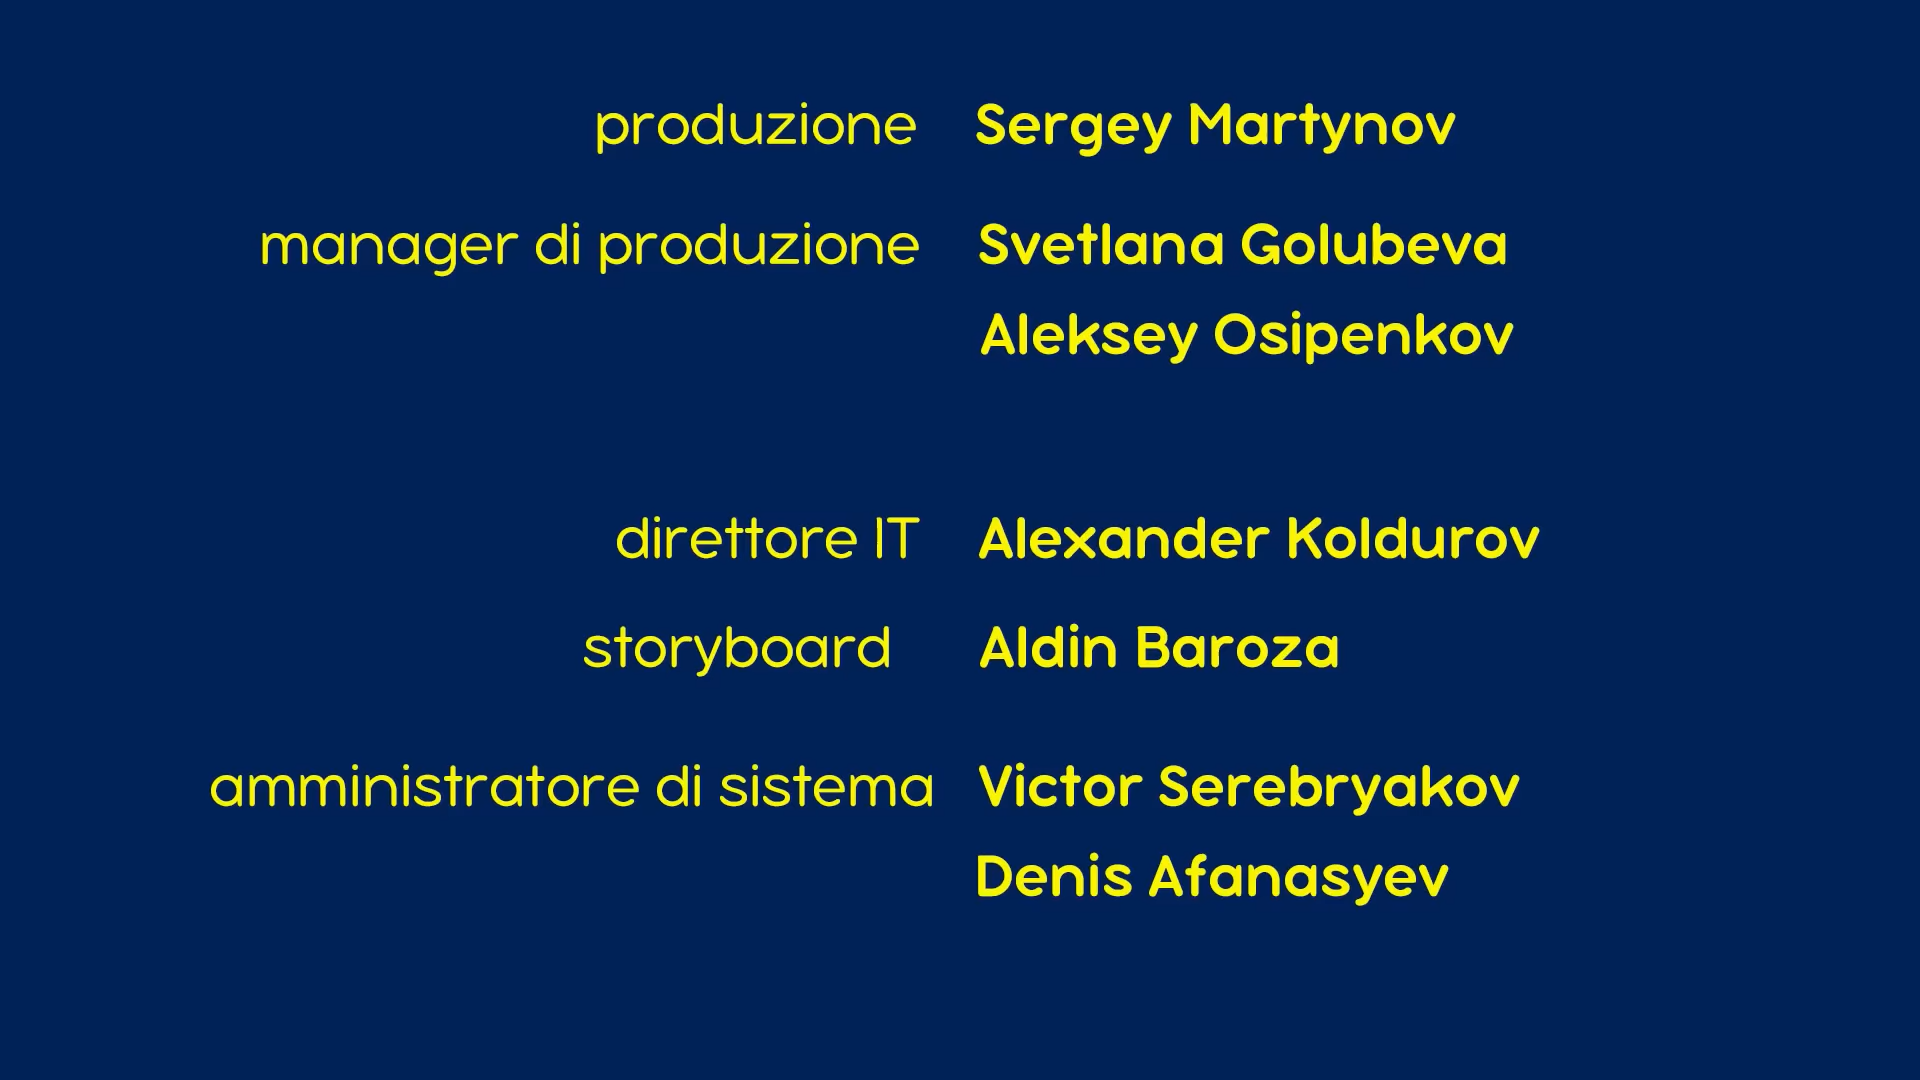 produzione Sergey Martynov
manager di produzione Svetlana Golubeva
Aleksey Osipenkov
direttore IT Alexander Koldurov
storyboard Aldin Baroza
amministratore di sistema Victor Serebryakov
Denis Afanasyev